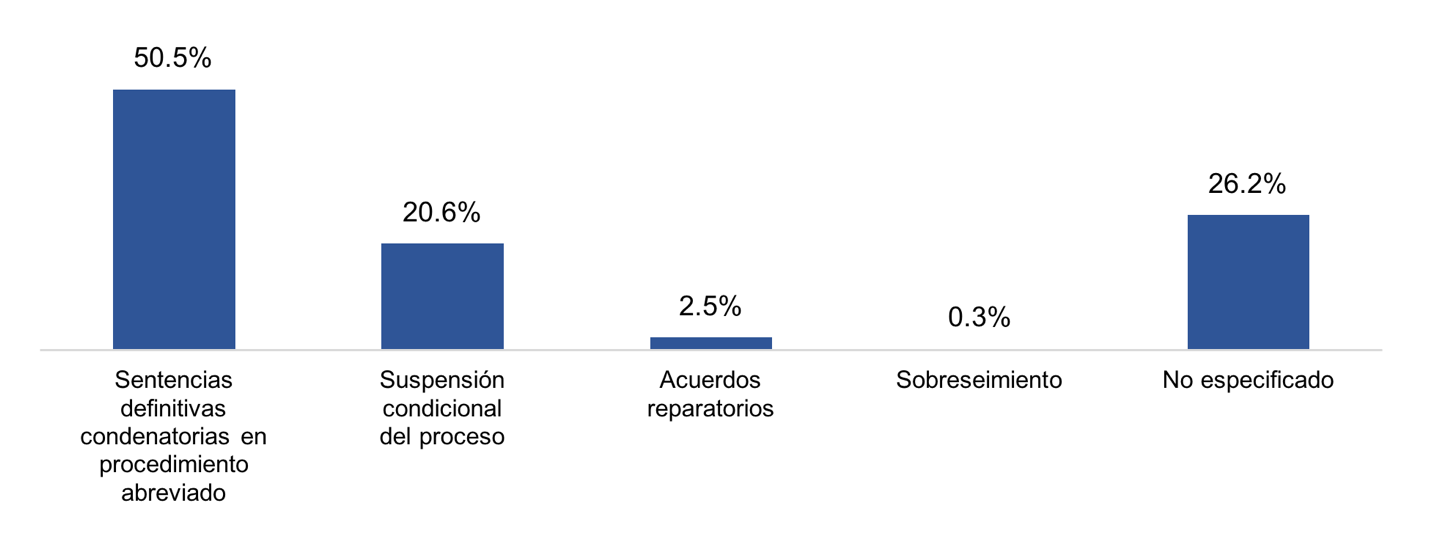 50.5%
20.6%
2.5%
0.3%
26.2%
Sentencias
definitivas
condenatorias en
procedimiento
abreviado
Suspensión
condicional
del proceso
Acuerdos
reparatorios
Sobreseimiento
No especificado